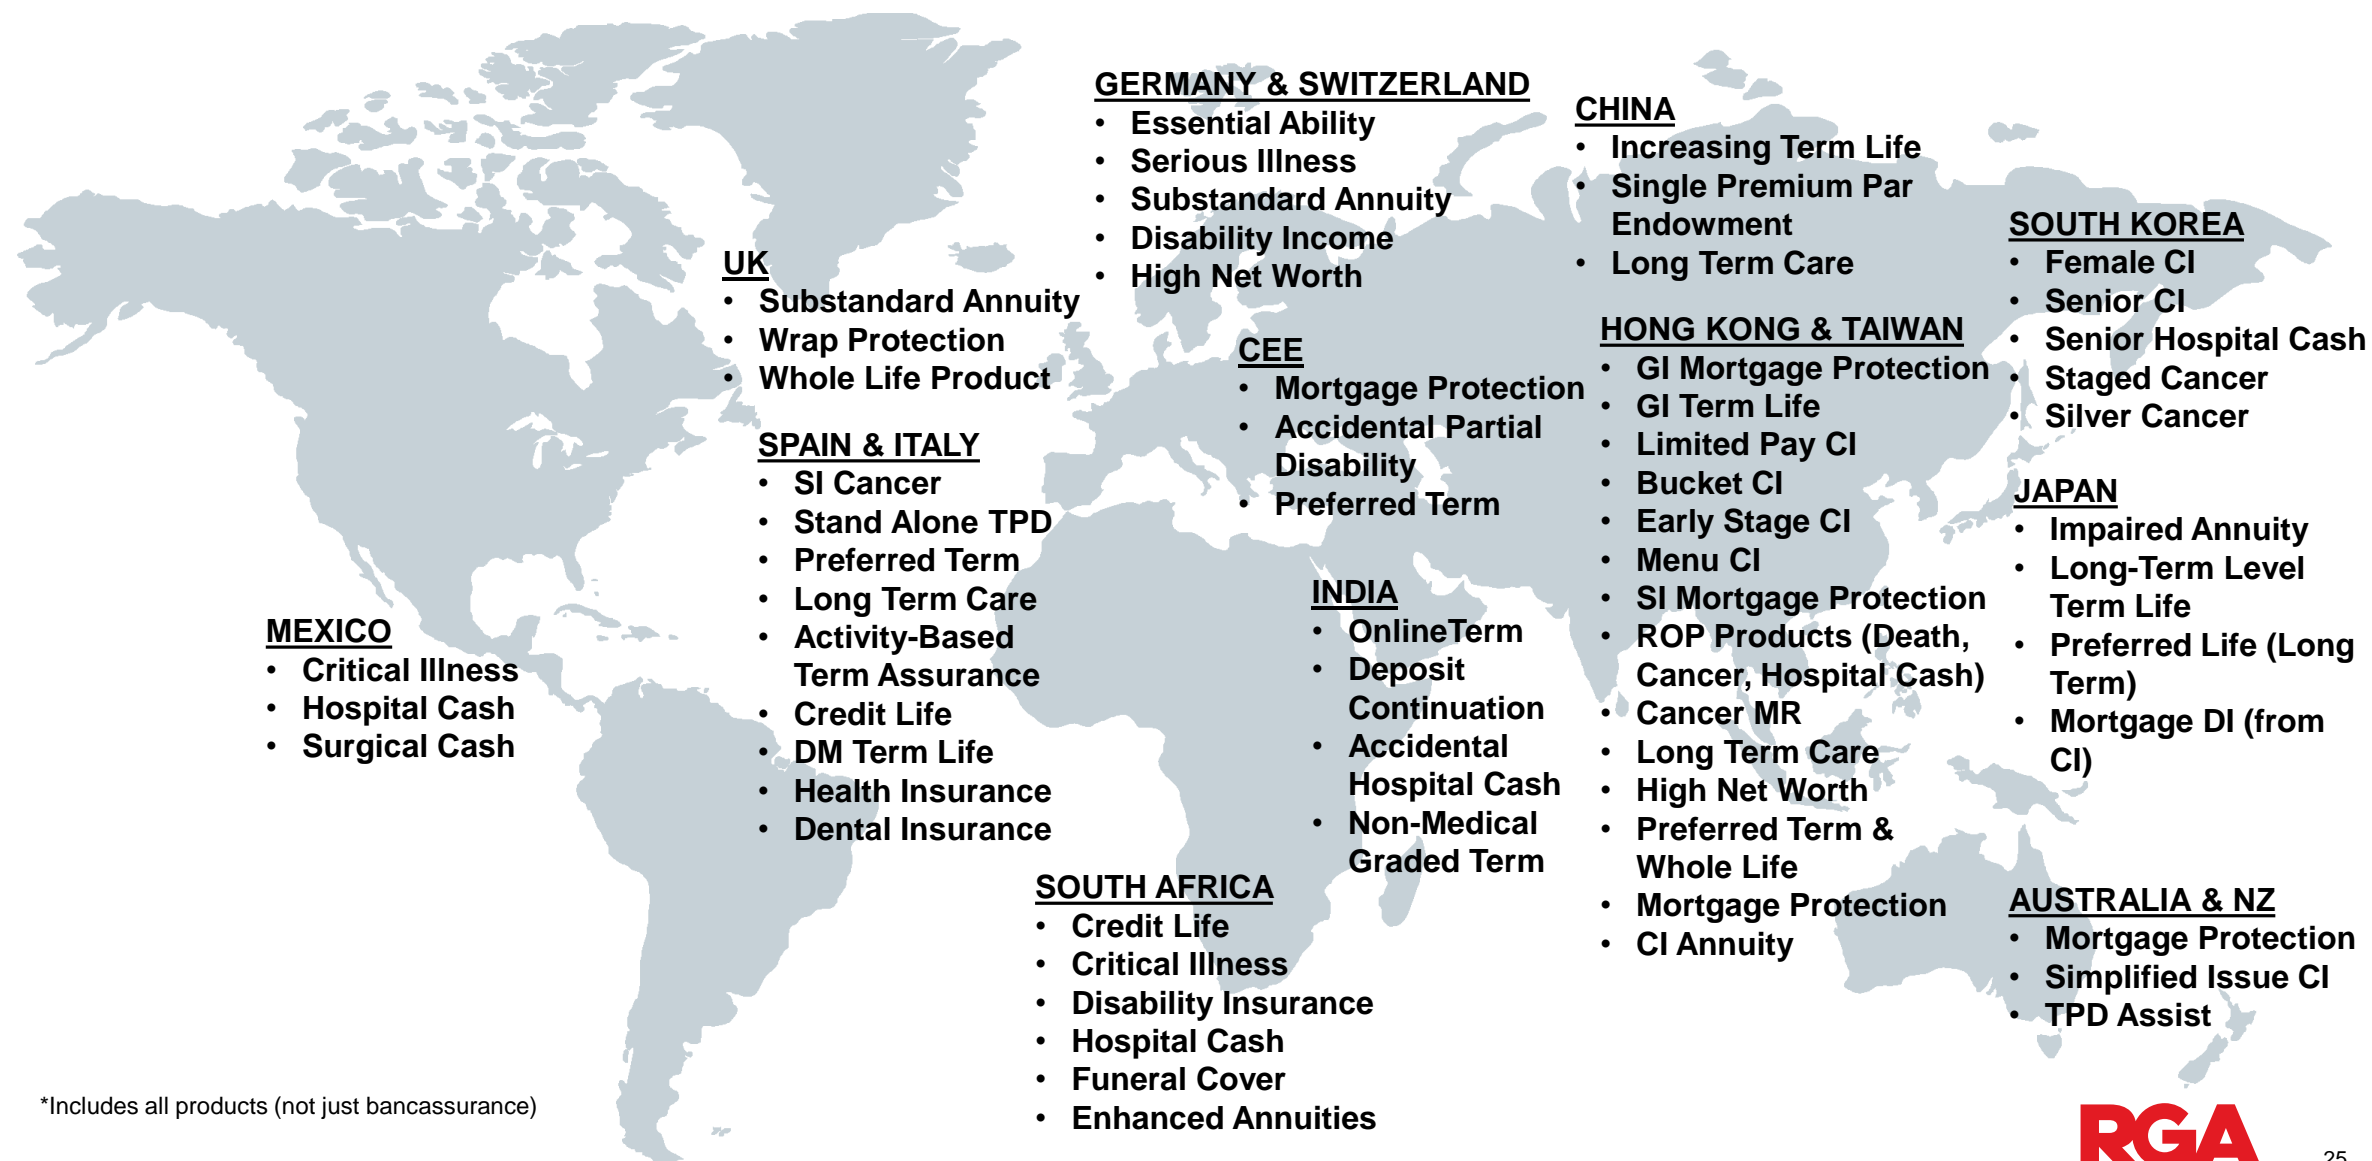 GERMANY & SWITZERLAND
• Essential Ability
• Serious Illness
• Substandard Annuity
• Disability Income
• High Net Worth
CHINA
• Increasing Term Life
• Single Premium Par
Endowment
• Long Term Care
SOUTH KOREA
• Female CI
• Senior CI
• Senior Hospital Cash
• Staged Cancer
• Silver Cancer
UK
• Substandard Annuity
• Wrap Protection
• Whole Life Product
CEE
• Mortgage Protection
• Accidental Partial
Disability
• Preferred Term
HONG KONG & TAIWAN
• GI Mortgage Protection
• GI Term Life
• Limited Pay CI
• Bucket CI
• Early Stage CI
• Menu CI
• SI Mortgage Protection
• ROP Products (Death,
Cancer, Hospital Cash)
• Cancer MR
• Long Term Care
• High Net Worth
• Preferred Term &
Whole Life
• Mortgage Protection
• CI Annuity
SPAIN & ITALY
• SI Cancer
• Stand Alone TPD
• Preferred Term
• Long Term Care
• Activity-Based
Term Assurance
• Credit Life
• DM Term Life
• Health Insurance
• Dental Insurance
JAPAN
• Impaired Annuity
• Long-Term Level
Term Life
• Preferred Life (Long
Term)
• Mortgage DI (from
CI)
INDIA
• OnlineTerm
• Deposit
Continuation
• Accidental
Hospital Cash
• Non-Medical
Graded Term
MEXICO
• Critical Illness
• Hospital Cash
• Surgical Cash
SOUTH AFRICA
• Credit Life
• Critical Illness
• Disability Insurance
• Hospital Cash
• Funeral Cover
• Enhanced Annuities
AUSTRALIA & NZ
• Mortgage Protection
• Simplified Issue CI
• TPD Assist
*Includes all products (not just bancassurance)
RGA
25